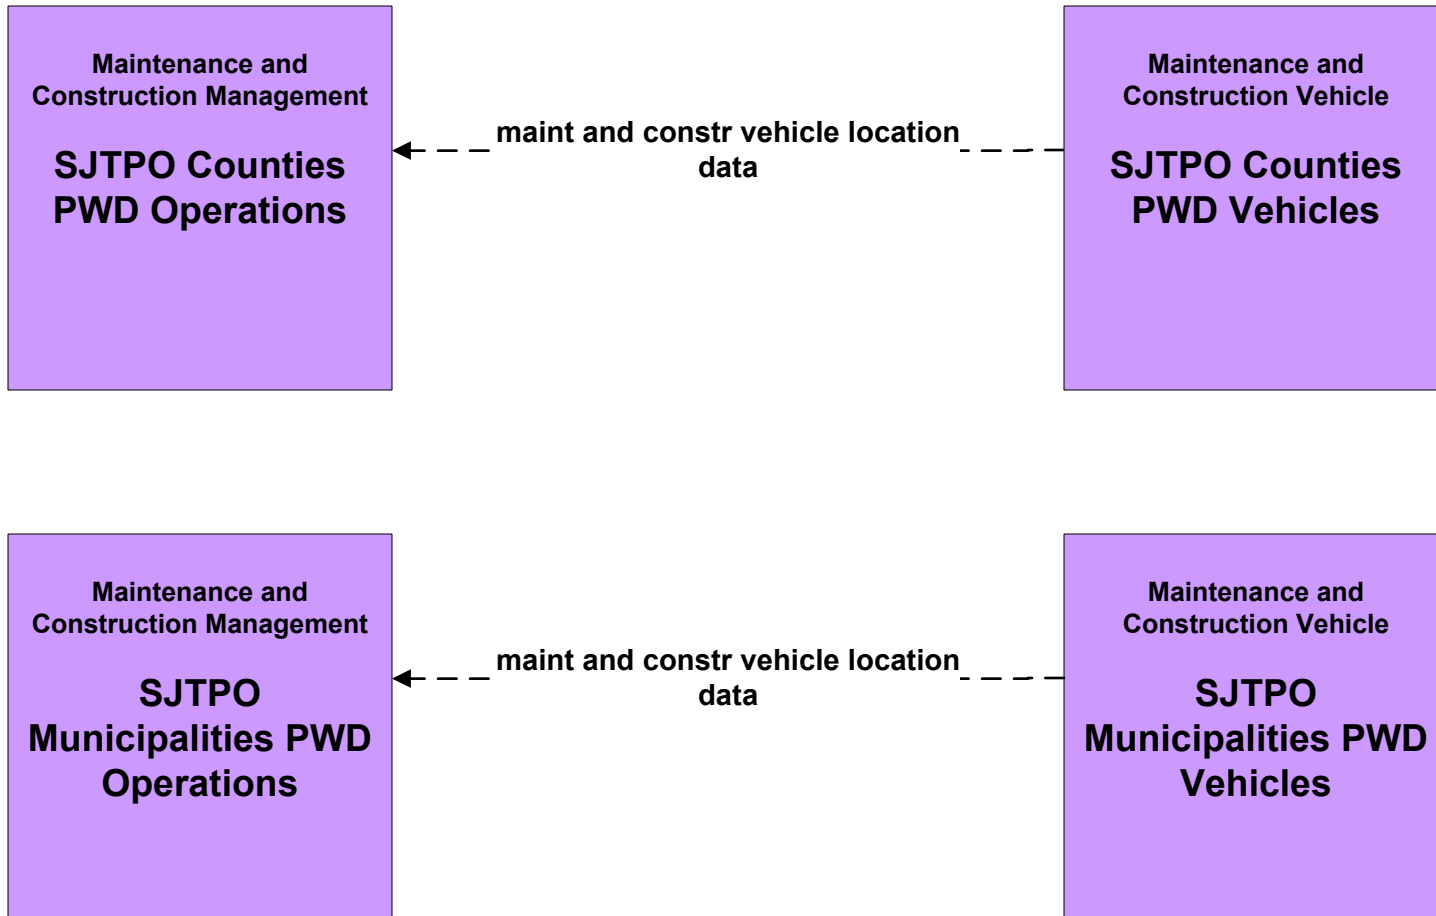 Maintenance and
Construction Management
SJTPO Counties
PWD Operations
maint and constr vehicle location
data
Maintenance and
Construction Vehicle
SJTPO Counties
PWD Vehicles
Maintenance and
Construction Management
SJTPO
Municipalities PWD
Operations
maint and constr vehicle location
data
Maintenance and
Construction Vehicle
SJTPO
Municipalities PWD
Vehicles